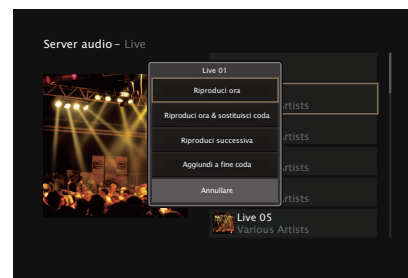 Server audio – Live
Live 01
Riproduci ora
Riproduci ora & sostituisci coda
Riproduci successiva
Aggiungi a fine coda
Annullare
Artists
Artists
Artists
Artists
Live 05
Various Artists